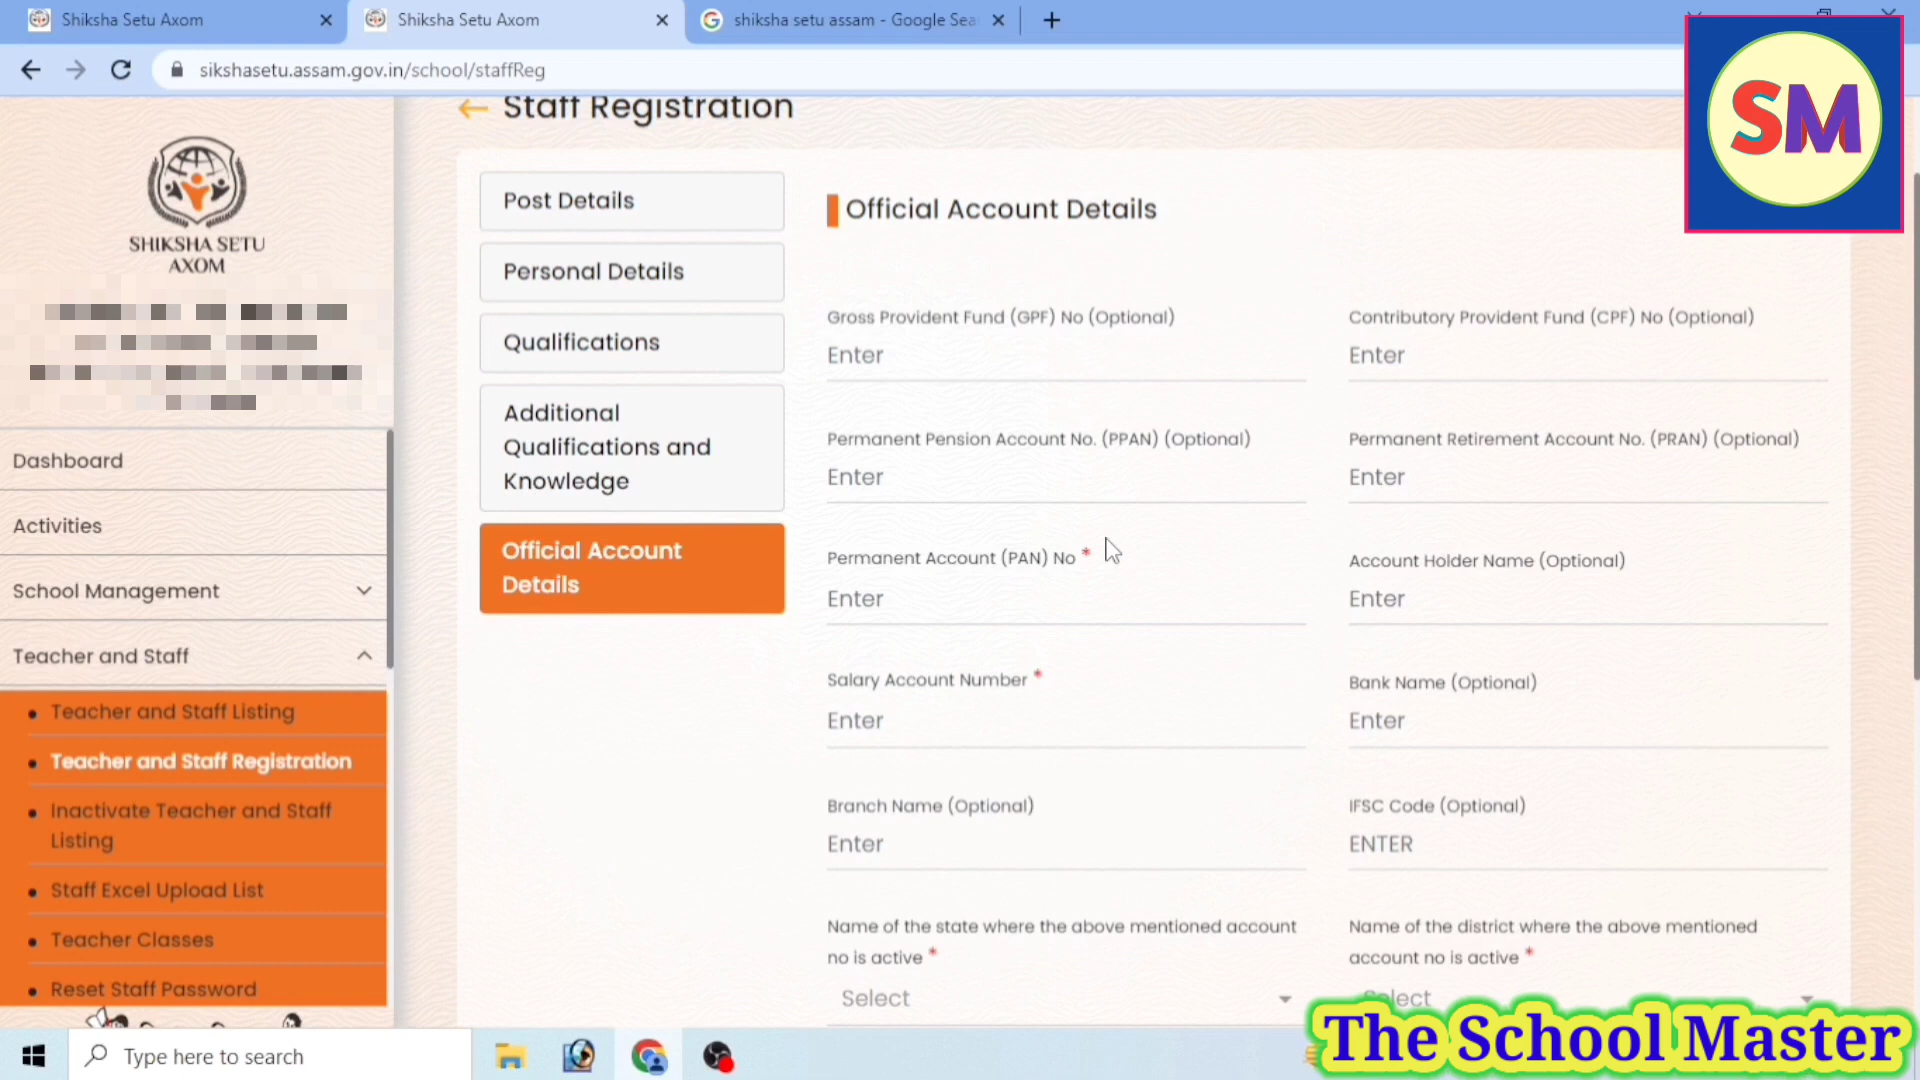 Shiksha Setu Axom
Shiksha Setu Axom
shiksha setu assam - Google Sea
sikshasetu.assam.gov.in/school/staffReg
SM
SHIKSHA SETU
AXOM
Dashboard
Activities
School Management
Teacher and Staff
Teacher and Staff Listing
Teacher and Staff Registration
Inactivate Teacher and Staff
Listing
Staff Excel Upload List
Teacher Classes
Reset Staff Password
Staff Registration
Post Details
Personal Details
Qualifications
Additional
Qualifications and
Knowledge
Official Account
Details
Official Account Details
Gross Provident Fund (GPF) No (Optional)
Enter
Contributory Provident Fund (CPF) No (Optional)
Enter
Permanent Pension Account No. (PPAN) (Optional)
Enter
Permanent Retirement Account No. (PRAN) (Optional)
Enter
Permanent Account (PAN) No *
Enter
Account Holder Name (Optional)
Enter
Salary Account Number *
Enter
Bank Name (Optional)
Enter
Branch Name (Optional)
Enter
IFSC Code (Optional)
ENTER
Name of the state where the above mentioned account
no is active *
Select
Name of the district where the above mentioned
account no is active *
Select
The School Master
Type here to search